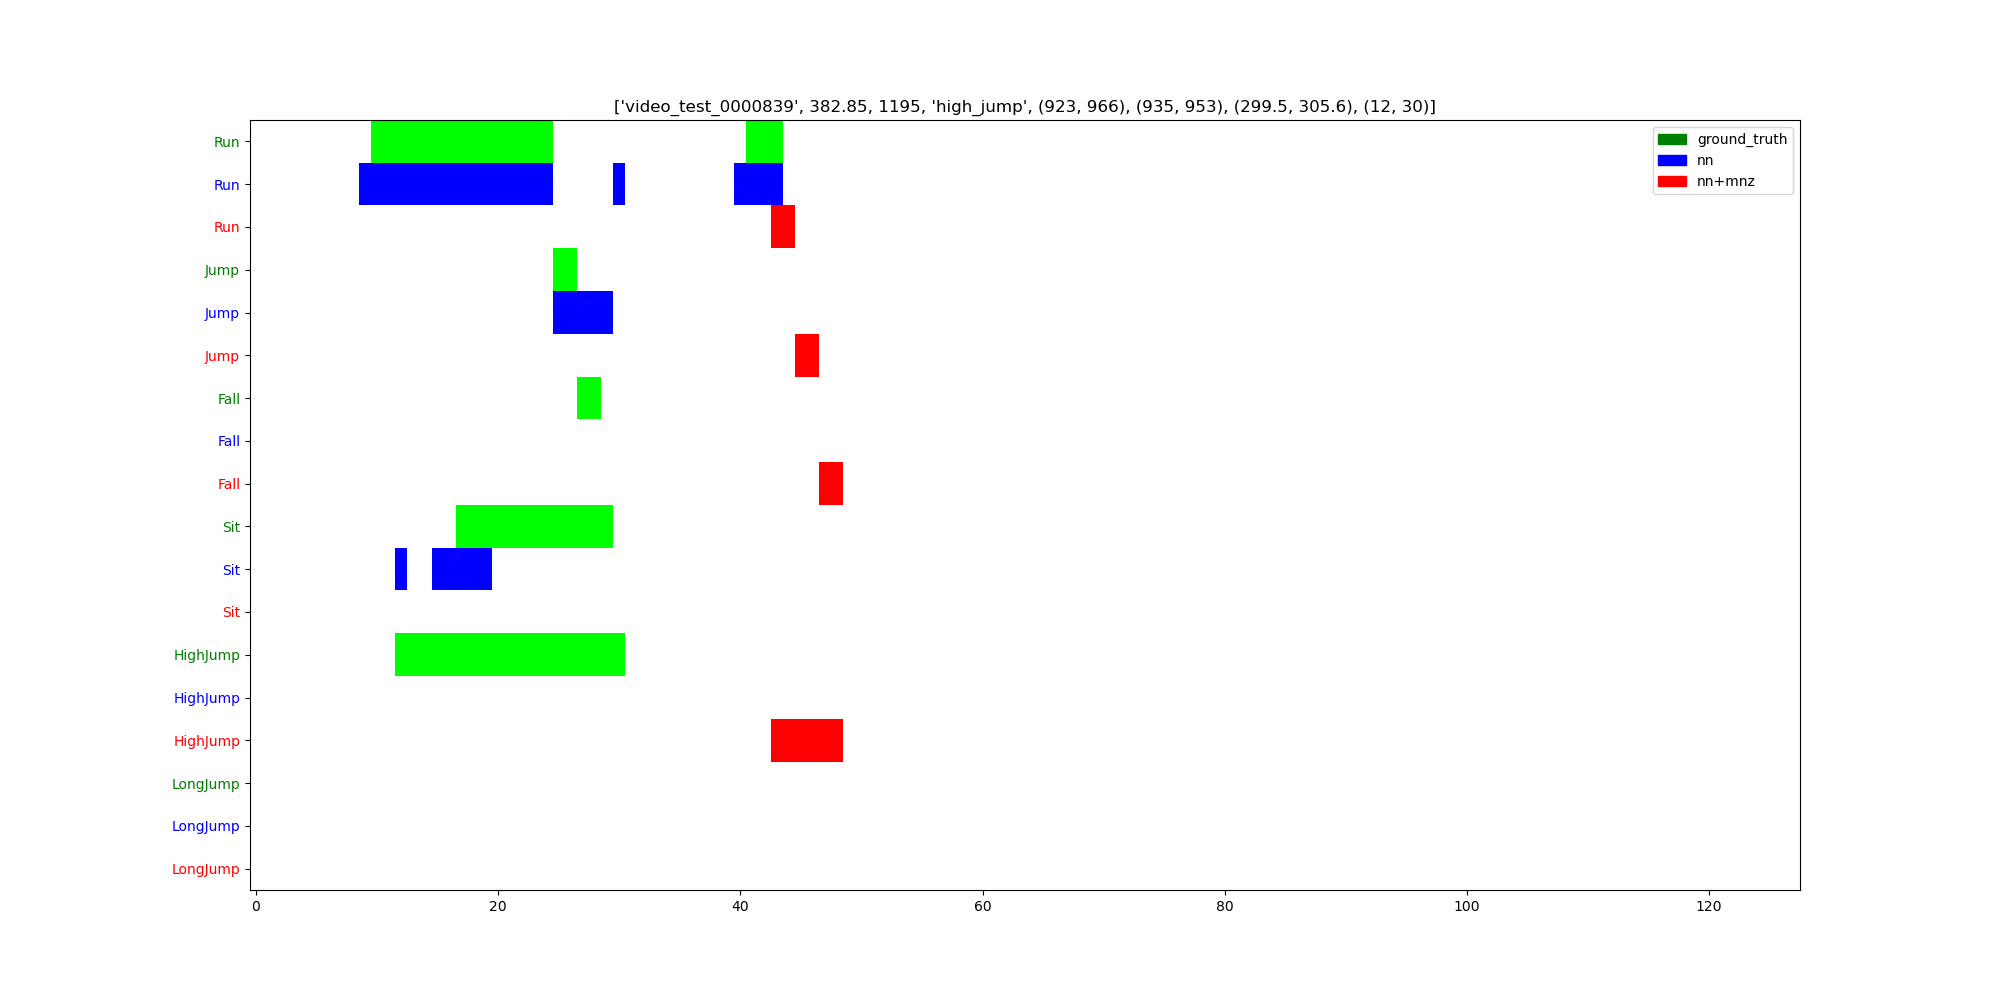 ['video_test_0000839', 382.85, 1195, 'high_jump', (923, 966), (935, 953), (299.5, 305.6), (12, 30)]
ground_truth
nn
nn+mnz
Run
Run
Run
Jump
Jump
Jump
Fall
Fall
Fall
Sit
Sit
Sit
HighJump
HighJump
HighJump
LongJump
LongJump
LongJump
0 20 40 60 80 100 120